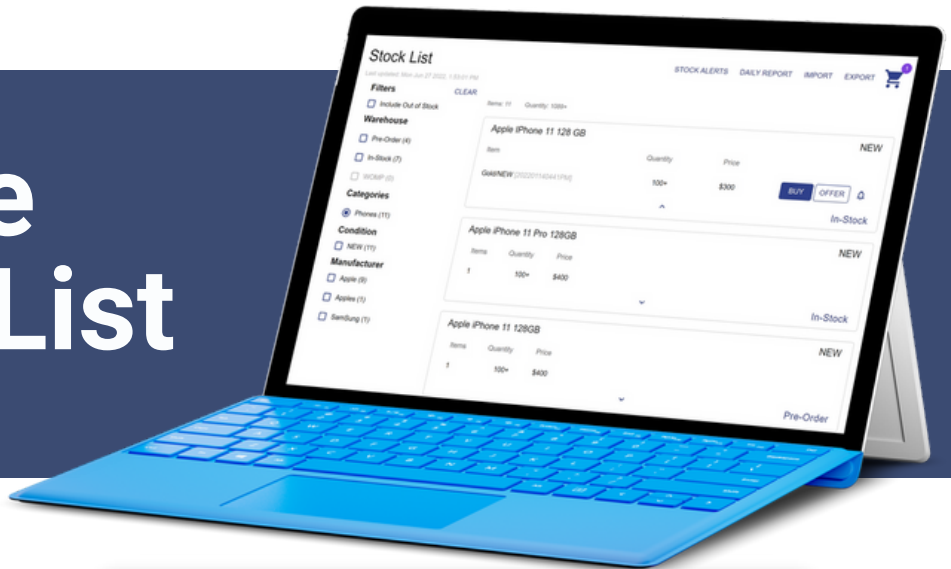 e
List
Stock List
Last updated: Mon Jun 27 2022, 1:55:01 PM
STOCK ALERTS DAILY REPORT IMPORT EXPORT
Filters CLEAR
Include Out of Stock
Warehouse
Pre-Order (4)
In-Stock (7)
WOMP (0)
Categories
Phones (11)
Condition
NEW (11)
Manufacturer
Apple (9)
Apples (1)
SamSung (1)
Items: 11 Quantity: 1000+
Apple iPhone 11 128 GB NEW
Item Quantity Price
Gold/NEW 100+ $300 BUY OFFER
In-Stock
Apple iPhone 11 Pro 128GB NEW
Items Quantity Price
1 100+ $400
In-Stock
Apple iPhone 11 128GB NEW
Items Quantity Price
1 100+ $400
Pre-Order